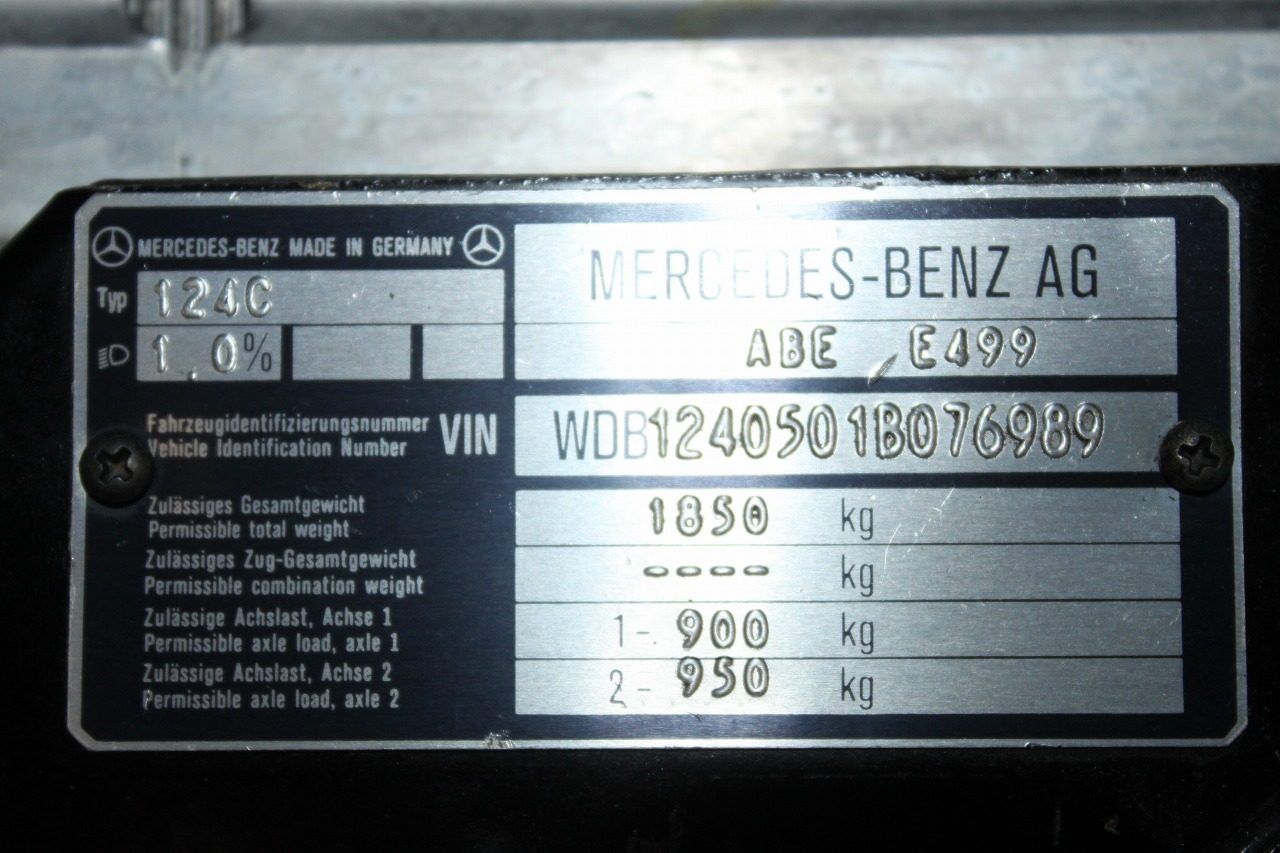 MERCEDES-BENZ MADE IN GERMANY
MERCEDES-BENZ AG
Typ 124C
ABE E499
1.0%
Fahrzeugidentifizierungsnummer
Vehicle Identification Number
VIN WDB1240501B076989
Zulässiges Gesamtgewicht
Permissible total weight
1850 kg
Zulässiges Zug-Gesamtgewicht
Permissible combination weight
---- kg
Zulässige Achslast, Achse 1
Permissible axle load, axle 1
1- 900 kg
Zulässige Achslast, Achse 2
Permissible axle load, axle 2
2- 950 kg